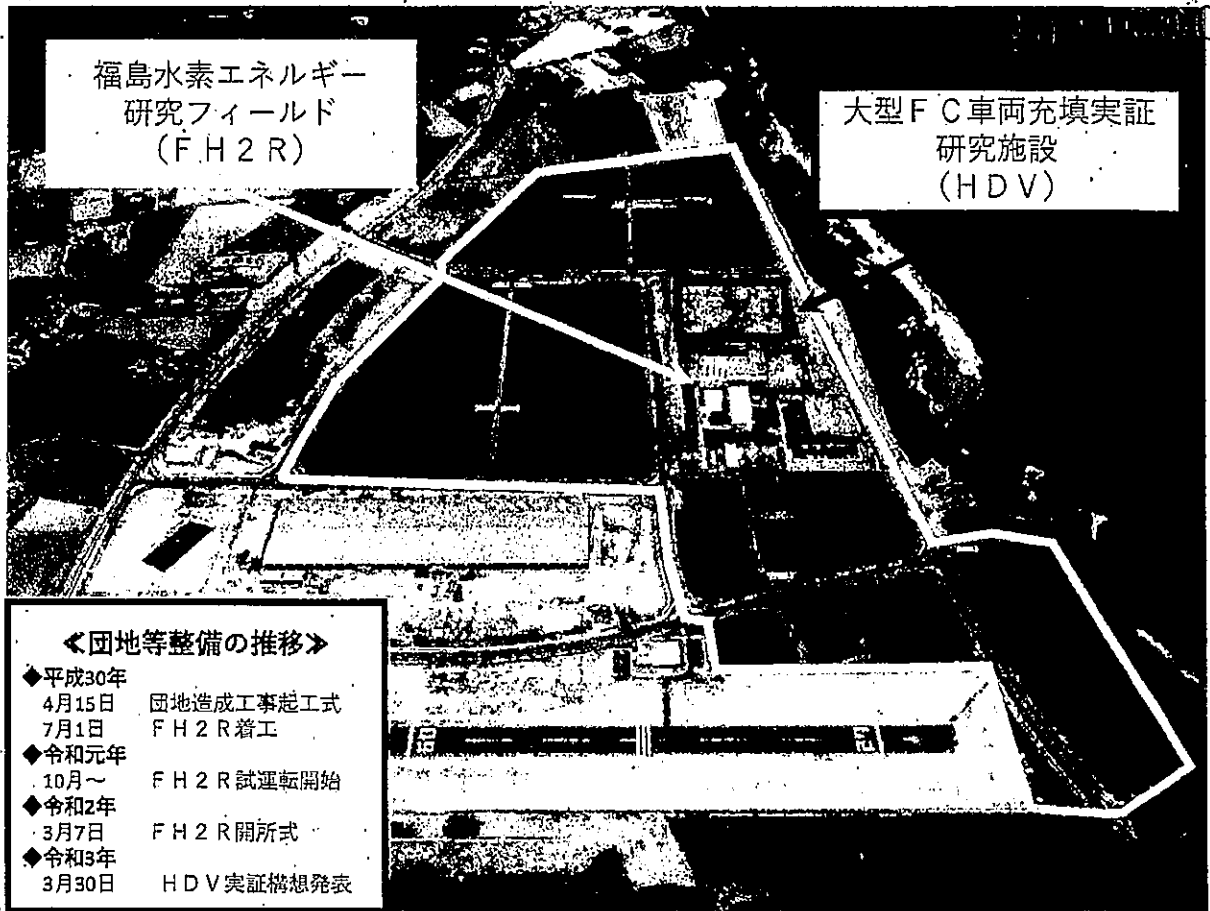 福島水素エネルギー
研究フィールド
(FH2R)
大型FC車両充填実証
研究施設
(HDV)
≪団地等整備の推移≫
◆平成30年
4月15日 団地造成工事起工式
7月1日 FH2R着工
◆令和元年
10月~ FH2R試運転開始
◆令和2年
3月7日 FH2R開所式
◆令和3年
3月30日 HDV実証構想発表